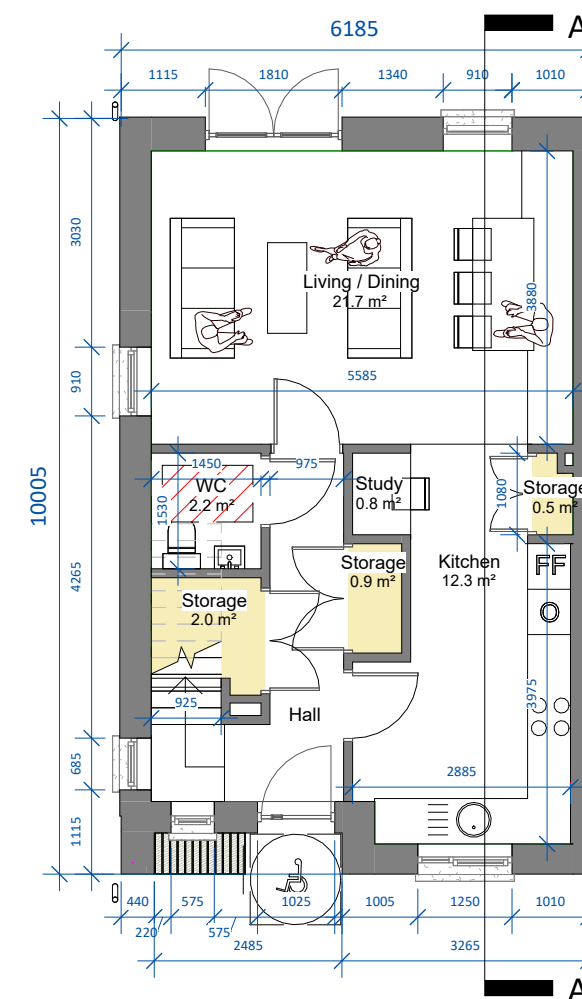 A
6185
1115 1810 1340 910 1010
3030
910
10005
4265
685
1115
Living / Dining
21.7 m²
3880
5585
1450 975
WC
2.2 m²
1530
Study
0.8 m²
1080
Storage
0.5 m²
Storage
0.9 m²
Kitchen
12.3 m²
FF
Storage
2.0 m²
925
Hall
3975
2885
440 575 1025 1005 1250 1010
220 575
2485 3265
A